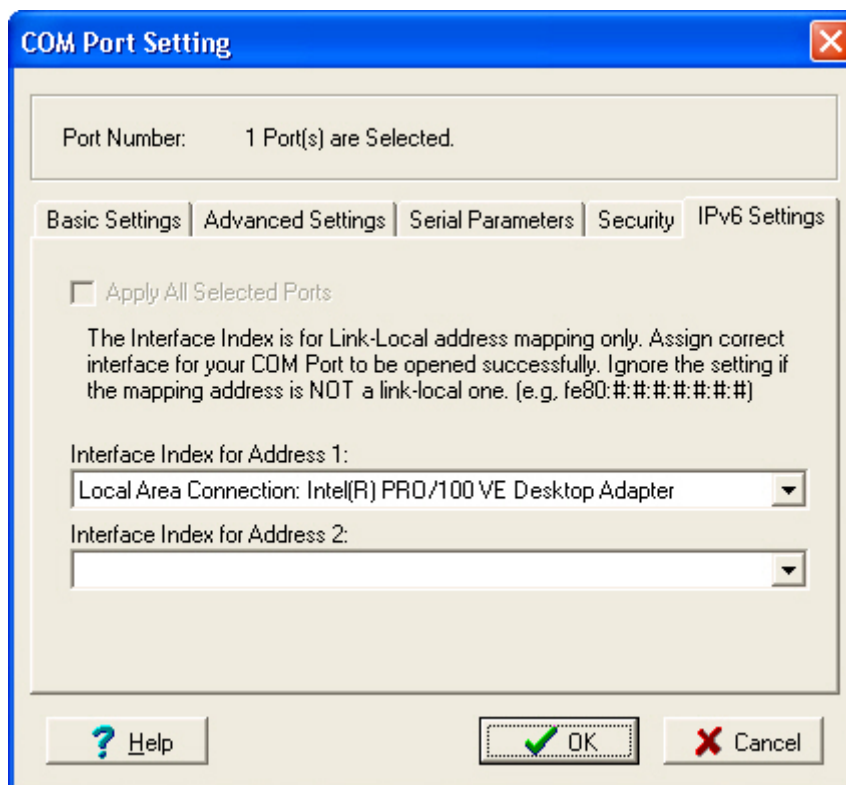 COM Port Setting
Port Number: 1 Port(s) are Selected.
Basic Settings Advanced Settings Serial Parameters Security IPv6 Settings
Apply All Selected Ports
The Interface Index is for Link-Local address mapping only. Assign correct
interface for your COM Port to be opened successfully. Ignore the setting if
the mapping address is NOT a link-local one. (e.g, fe80:#:#:#:#:#:#:#)
Interface Index for Address 1:
Local Area Connection: Intel(R) PRO/100 VE Desktop Adapter
Interface Index for Address 2:
Help OK Cancel